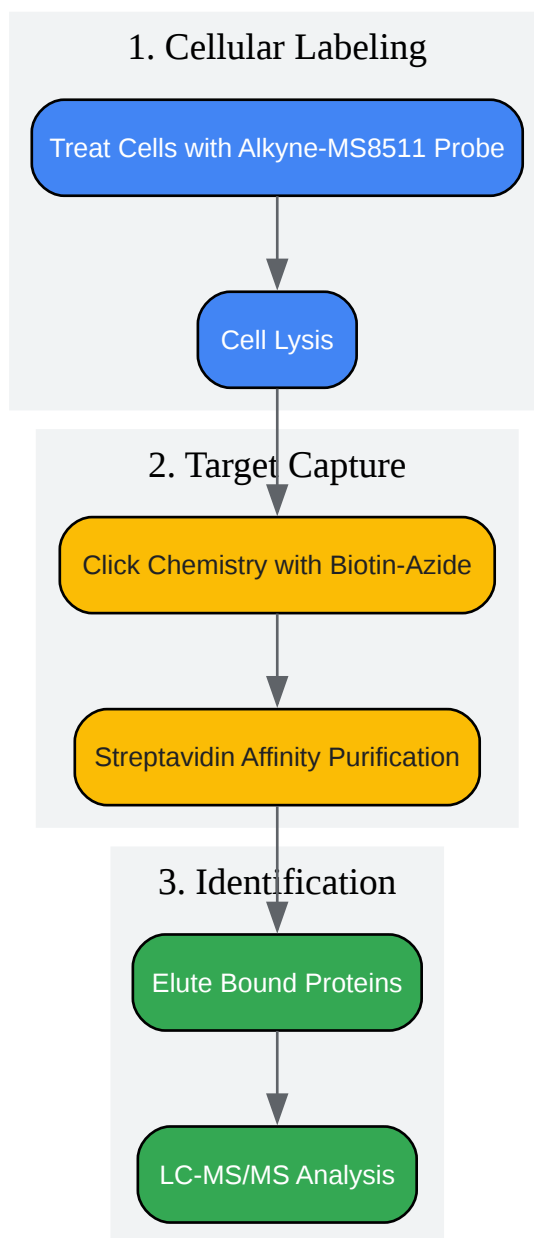 1. Cellular Labeling
Treat Cells with Alkyne-MS8511 Probe
Cell Lysis
2. Target Capture
Click Chemistry with Biotin-Azide
Streptavidin Affinity Purification
3. Identification
Elute Bound Proteins
LC-MS/MS Analysis